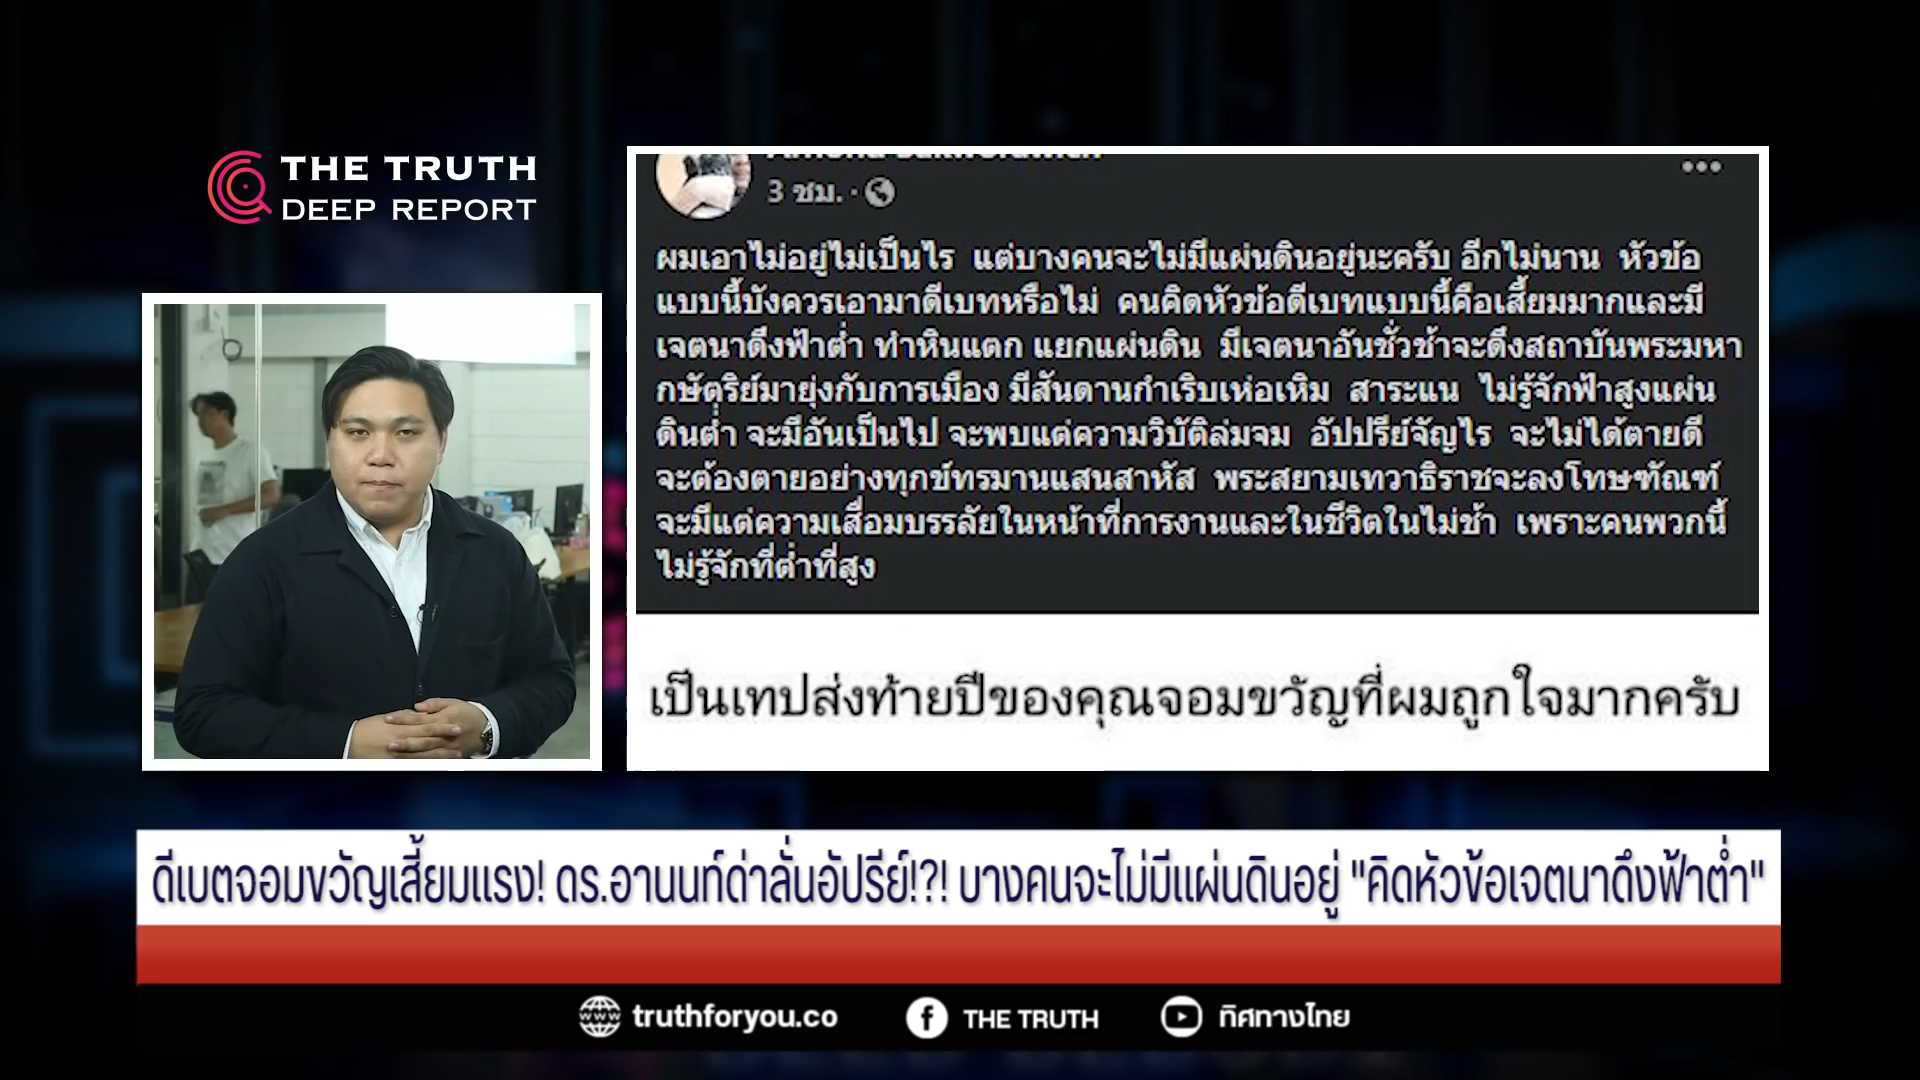 THE TRUTH
DEEP REPORT
3 ชม.
ผมเอาไม่อยู่ไม่เป็นไร แต่บางคนจะไม่มีแผ่นดินอยู่นะครับ อีกไม่นาน หัวข้อ
แบบนี้บังควรเอามาดีเบทหรือไม่ คนคิดหัวข้อดีเบทแบบนี้คือเสี้ยมมากและมี
เจตนาดึงฟ้าต่ำ ทำหินแตก แยกแผ่นดิน มีเจตนาอันชั่วช้าจะดึงสถาบันพระมหา
กษัตริย์มายุ่งกับการเมือง มีสันดานกำเริบเห่อเหิม สาระแน ไม่รู้จักฟ้าสูงแผ่น
ดินต่ำ จะมีอันเป็นไป จะพบแต่ความวิบัติล่มจม อัปปรีย์จัญไร จะไม่ได้ตายดี
จะต้องตายอย่างทุกข์ทรมานแสนสาหัส พระสยามเทวาธิราชจะลงโทษฑัณฑ์
จะมีแต่ความเสื่อมบรรลัยในหน้าที่การงานและในชีวิตในไม่ช้า เพราะคนพวกนี้
ไม่รู้จักที่ต่ำที่สูง
เป็นเทปส่งท้ายปีของคุณจอมขวัญที่ผมถูกใจมากครับ
ดีเบตจอมขวัญเสี้ยมแรง! ดร.อานนท์ด่าลั่นอัปรีย์!?! บางคนจะไม่มีแผ่นดินอยู่ "คิดหัวข้อเจตนาดึงฟ้าต่ำ"
truthforyou.co
THE TRUTH
ทิศทางไทย